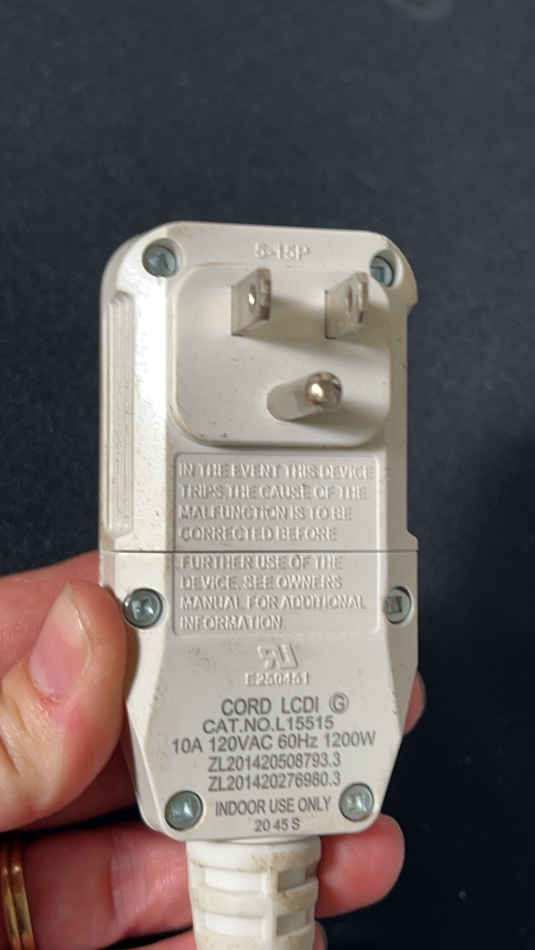 5-15P
IN THE EVENT THIS DEVICE
TRIPS THE CAUSE OF THE
MALFUNCTION IS TO BE
CORRECTED BEFORE
FURTHER USE OF THE
DEVICE. SEE OWNERS
MANUAL FOR ADDITIONAL
INFORMATION.
E250451
CORD LCDI G
CAT.NO.L15515
10A 120VAC 60Hz 1200W
ZL201420508793.3
ZL201420276980.3
INDOOR USE ONLY
20 45 S